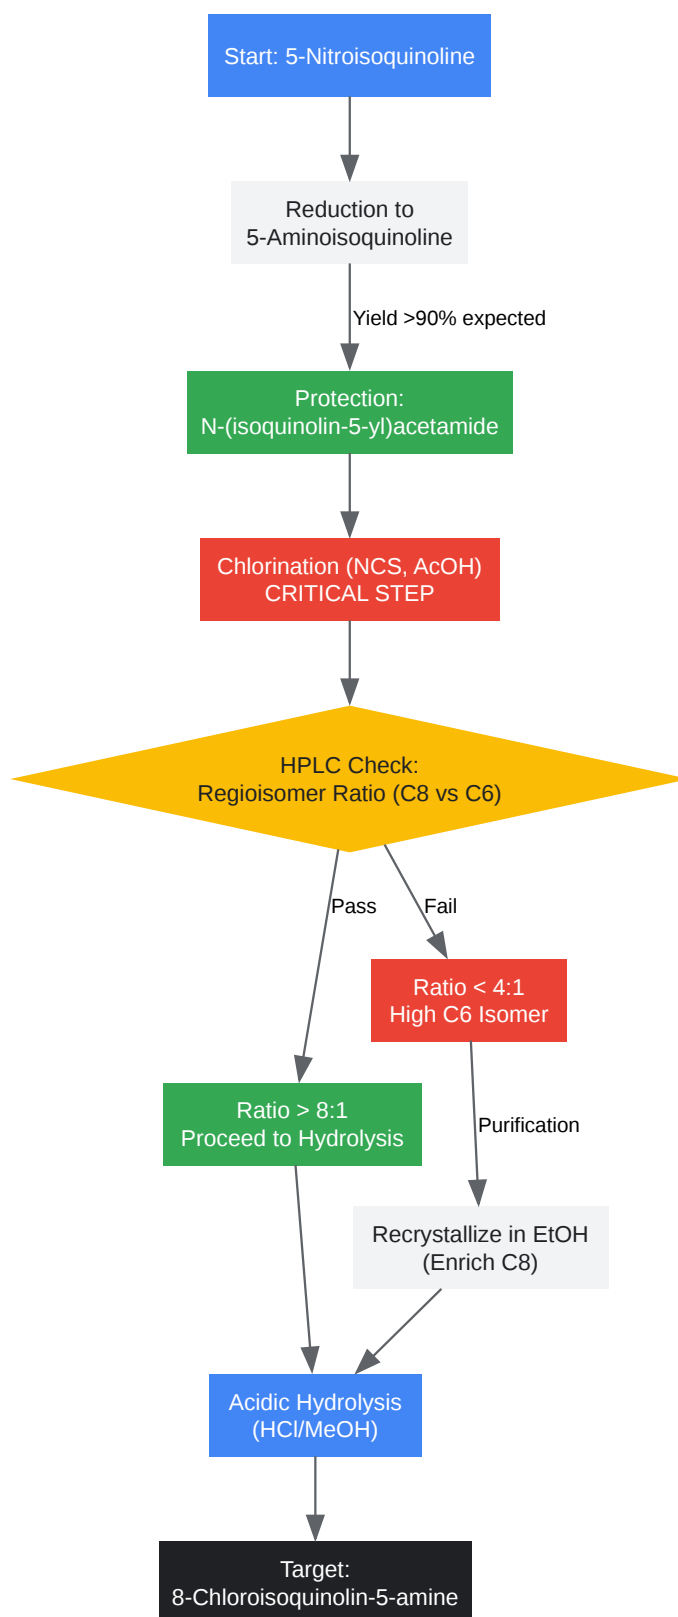 Start: 5-Nitroisoquinoline
Reduction to
5-Aminoisoquinoline
Yield >90% expected
Protection:
N-(isoquinolin-5-yl)acetamide
Chlorination (NCS, AcOH)
CRITICAL STEP
HPLC Check:
Regioisomer Ratio (C8 vs C6)
Pass
Fail
Ratio < 4:1
High C6 Isomer
Ratio > 8:1
Proceed to Hydrolysis
Purification
Recrystallize in EtOH
(Enrich C8)
Acidic Hydrolysis
(HCl/MeOH)
Target:
8-Chloroisoquinolin-5-amine